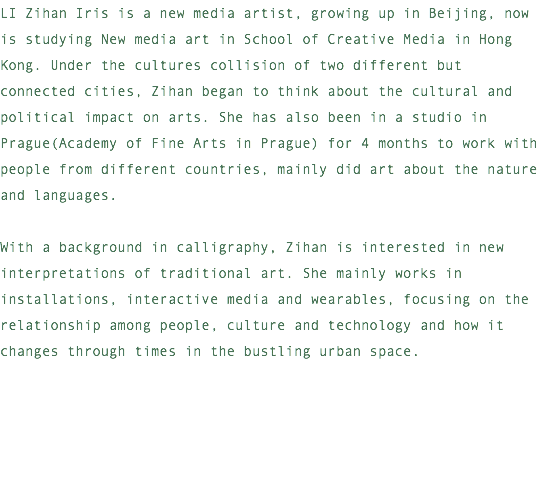 LI Zihan Iris is a new media artist, growing up in Beijing, now
is studying New media art in School of Creative Media in Hong
Kong. Under the cultures collision of two different but
connected cities, Zihan began to think about the cultural and
political impact on arts. She has also been in a studio in
Prague(Academy of Fine Arts in Prague) for 4 months to work with
people from different countries, mainly did art about the nature
and languages.

With a background in calligraphy, Zihan is interested in new
interpretations of traditional art. She mainly works in
installations, interactive media and wearables, focusing on the
relationship among people, culture and technology and how it
changes through times in the bustling urban space.